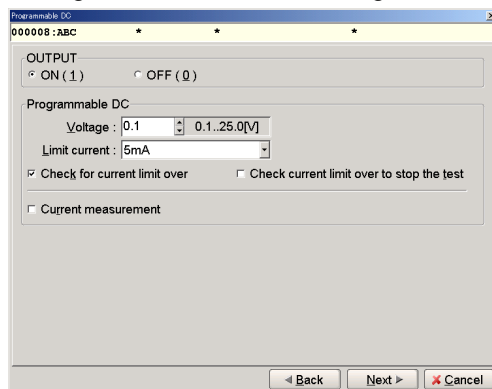 Programmable DC
000008:ABC * * *
OUTPUT
ON ( 1 ) OFF ( 0 )
Programmable DC
Voltage : 0.1 0.1..25.0[V]
Limit current : 5mA
Check for current limit over Check current limit over to stop the test
Current measurement
Back Next Cancel